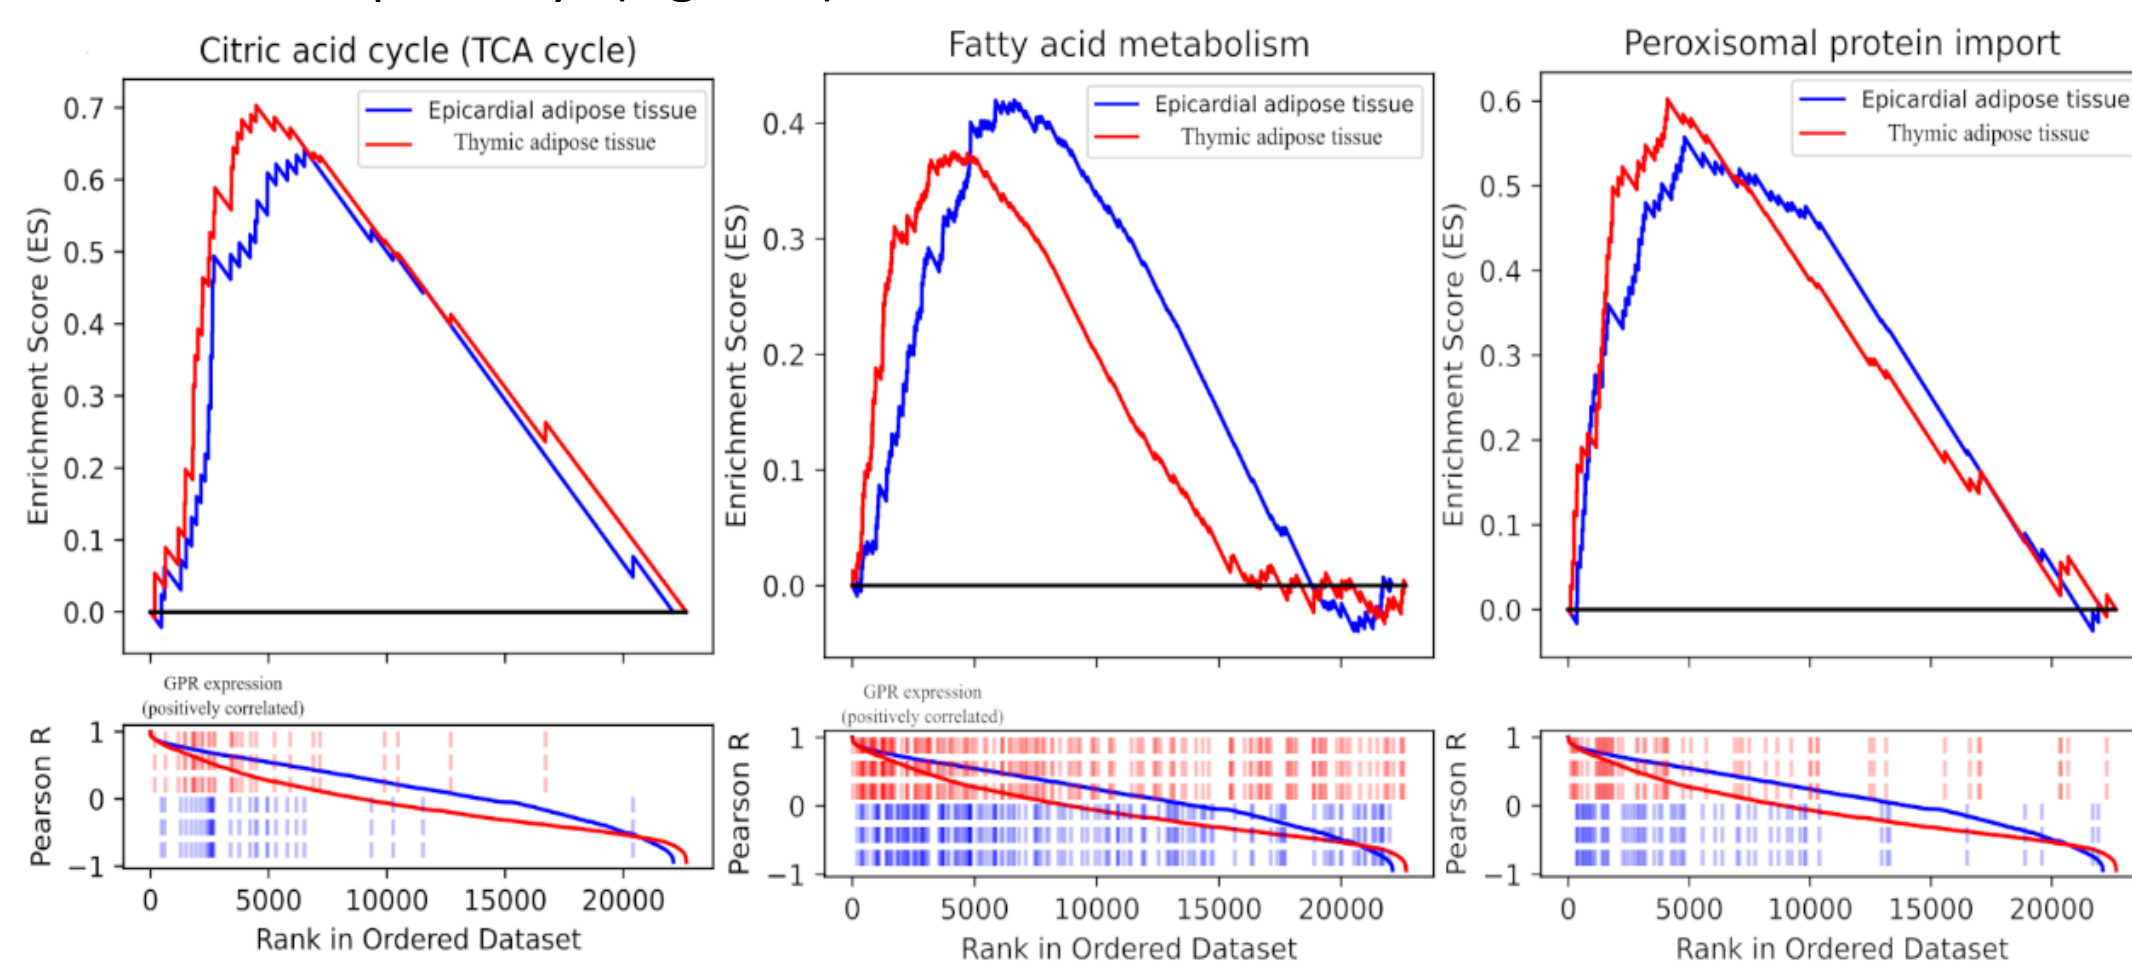 Citric acid cycle (TCA cycle)
Epicardial adipose tissue
Thymic adipose tissue
Enrichment Score (ES)
0.7
0.6
0.5
0.4
0.3
0.2
0.1
0.0
GPR expression
(positively correlated)
Pearson R
1
0
−1
0 5000 10000 15000 20000
Rank in Ordered Dataset
Fatty acid metabolism
Epicardial adipose tissue
Thymic adipose tissue
Enrichment Score (ES)
0.4
0.3
0.2
0.1
0.0
GPR expression
(positively correlated)
Pearson R
1
0
−1
0 5000 10000 15000 20000
Rank in Ordered Dataset
Peroxisomal protein import
Epicardial adipose tissue
Thymic adipose tissue
Enrichment Score (ES)
0.6
0.5
0.4
0.3
0.2
0.1
0.0
Pearson R
1
0
−1
0 5000 10000 15000 20000
Rank in Ordered Dataset